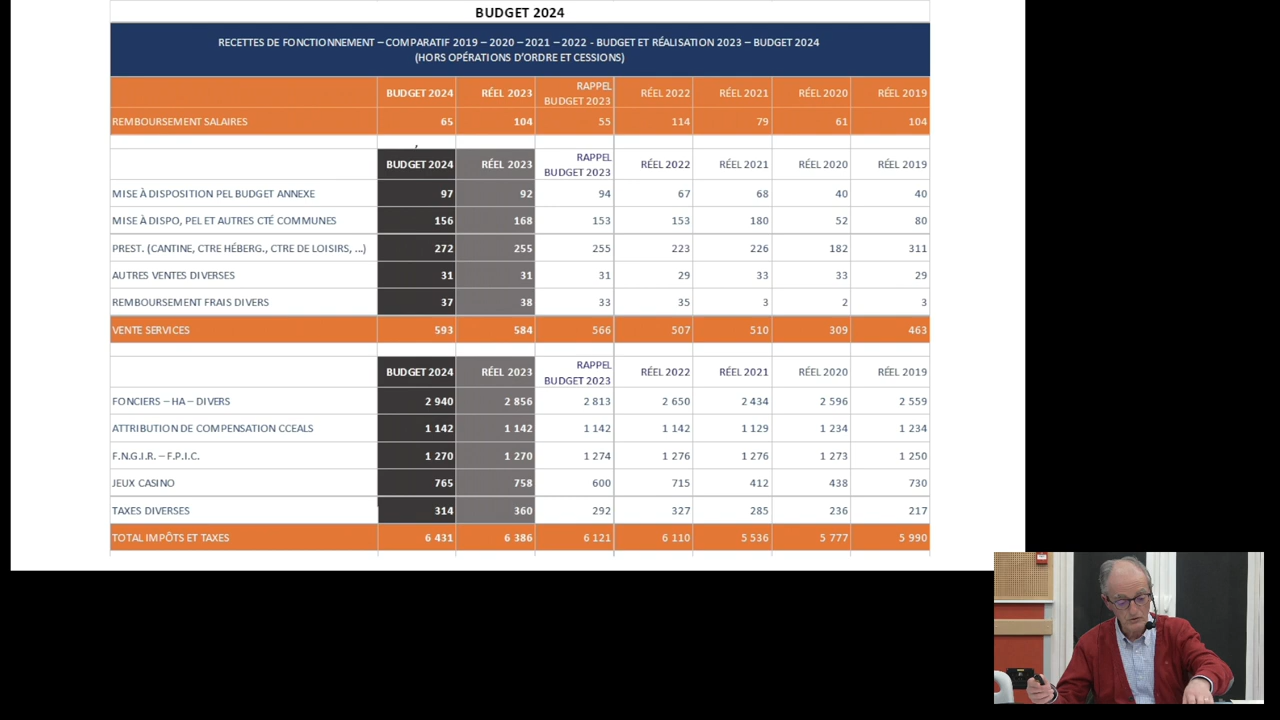 BUDGET 2024
RECETTES DE FONCTIONNEMENT – COMPARATIF 2019 – 2020 – 2021 – 2022 - BUDGET ET RÉALISATION 2023 – BUDGET 2024
(HORS OPÉRATIONS D'ORDRE ET CESSIONS)
BUDGET 2024 RÉEL 2023 RAPPEL BUDGET 2023 RÉEL 2022 RÉEL 2021 RÉEL 2020 RÉEL 2019
REMBOURSEMENT SALAIRES 65 104 55 114 79 61 104
BUDGET 2024 RÉEL 2023 RAPPEL BUDGET 2023 RÉEL 2022 RÉEL 2021 RÉEL 2020 RÉEL 2019
MISE À DISPOSITION PEL BUDGET ANNEXE 97 92 94 67 68 40 40
MISE À DISPO, PEL ET AUTRES CTÉ COMMUNES 156 168 153 153 180 52 80
PREST. (CANTINE, CTRE HÉBERG., CTRE DE LOISIRS, ...) 272 255 255 223 226 182 311
AUTRES VENTES DIVERSES 31 31 31 29 33 33 29
REMBOURSEMENT FRAIS DIVERS 37 38 33 35 3 2 3
VENTE SERVICES 593 584 566 507 510 309 463
BUDGET 2024 RÉEL 2023 RAPPEL BUDGET 2023 RÉEL 2022 RÉEL 2021 RÉEL 2020 RÉEL 2019
FONCIERS – HA – DIVERS 2 940 2 856 2 813 2 650 2 434 2 596 2 559
ATTRIBUTION DE COMPENSATION CCEALS 1 142 1 142 1 142 1 142 1 129 1 234 1 234
F.N.G.I.R. – F.P.I.C. 1 270 1 270 1 274 1 276 1 276 1 273 1 250
JEUX CASINO 765 758 600 715 412 438 730
TAXES DIVERSES 314 360 292 327 285 236 217
TOTAL IMPÔTS ET TAXES 6 431 6 386 6 121 6 110 5 536 5 777 5 990